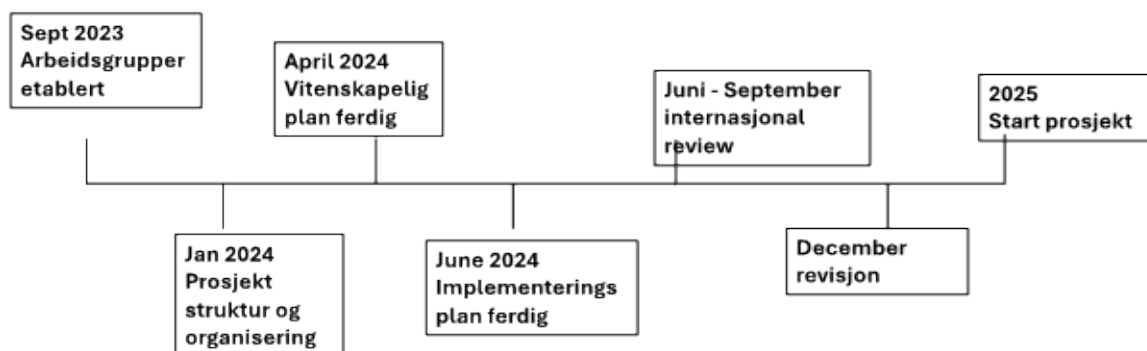 Sept 2023
Arbeidsgrupper
etablert
April 2024
Vitenskapelig
plan ferdig
Juni - September
internasjonal
review
2025
Start prosjekt
Jan 2024
Prosjekt
struktur og
organisering
June 2024
Implementerings
plan ferdig
December
revisjon